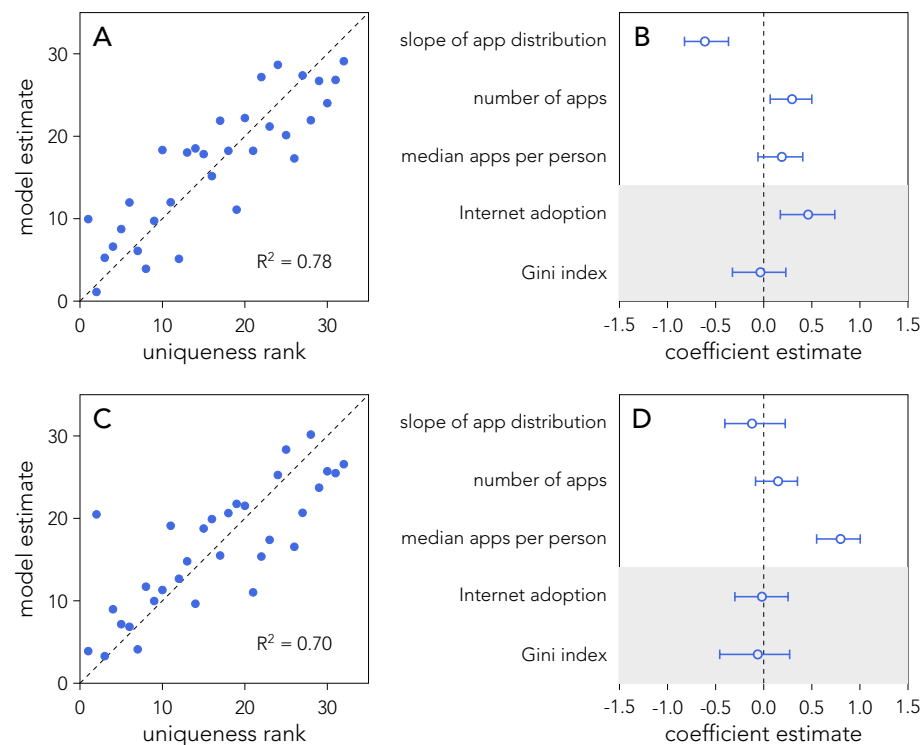 A
model estimate
30
20
10
0
R² = 0.78
0
10
20
30
uniqueness rank
B
slope of app distribution
number of apps
median apps per person
Internet adoption
Gini index
-1.5
-1.0
-0.5
0.0
0.5
1.0
1.5
coefficient estimate
C
model estimate
30
20
10
0
R² = 0.70
0
10
20
30
uniqueness rank
D
slope of app distribution
number of apps
median apps per person
Internet adoption
Gini index
-1.5
-1.0
-0.5
0.0
0.5
1.0
1.5
coefficient estimate